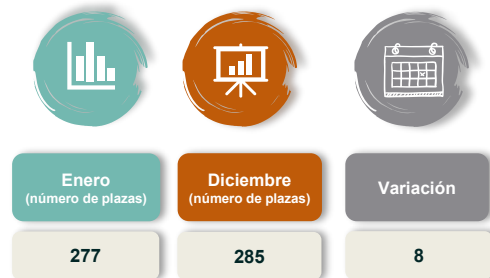 Enero
(número de plazas)
Diciembre
(número de plazas)
Variación
277
285
8